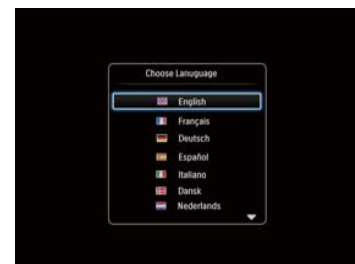 Choose Lanuguage
English
Français
Deutsch
Español
Italiano
Dansk
Nederlands